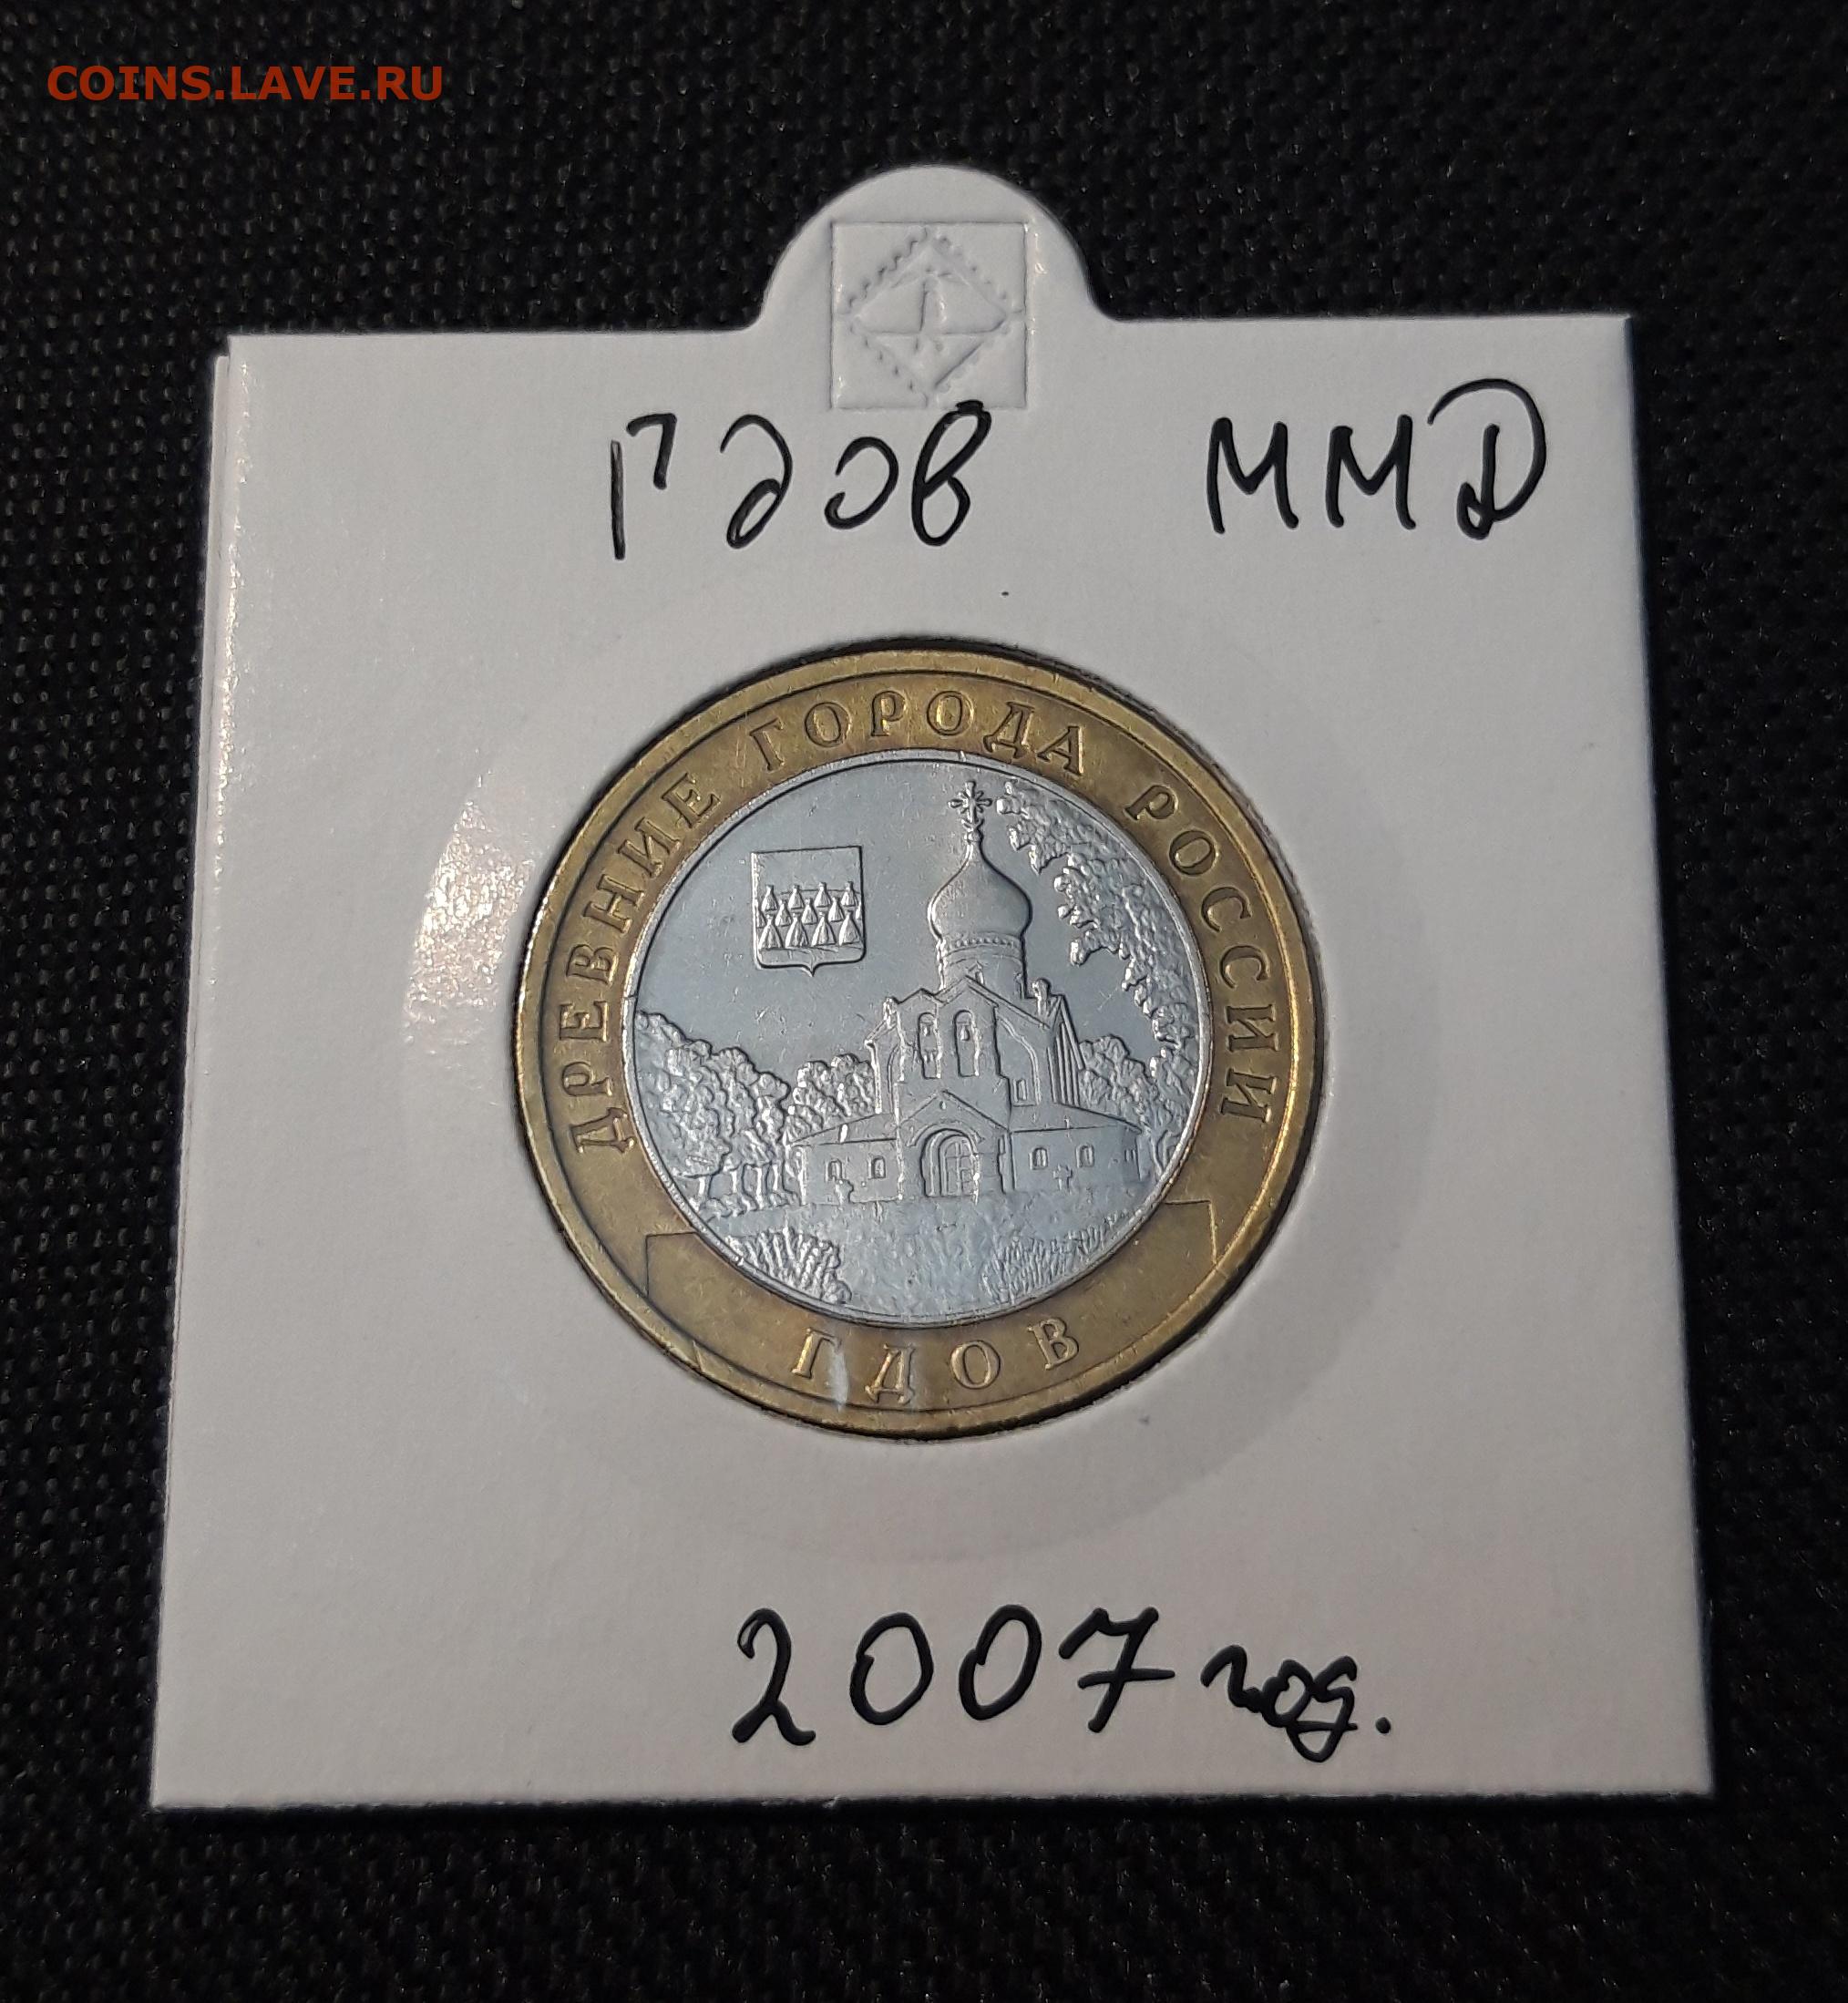 COINS.LAVE.RU
Гдов ММД
ДРЕВНИЕ ГОРОДА РОССИИ
ГДОВ
2007 год.